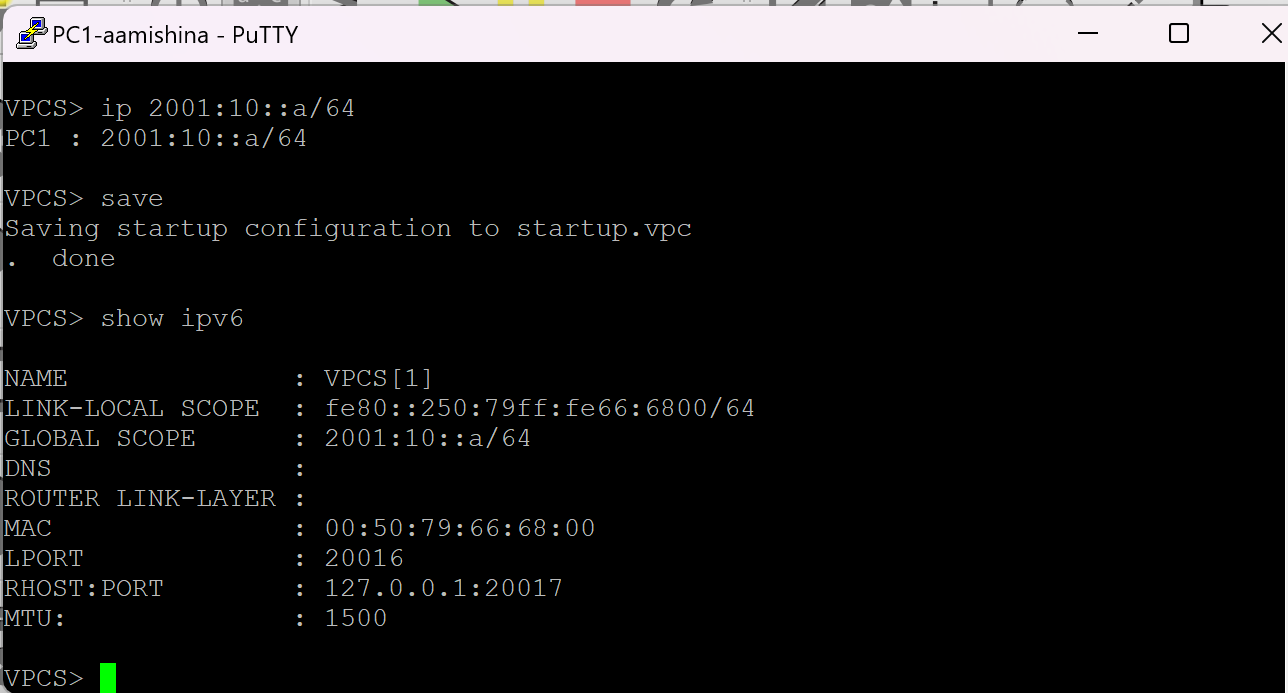 PC1-aamishina - PuTTY
VPCS> ip 2001:10::a/64
PC1 : 2001:10::a/64
VPCS> save
Saving startup configuration to startup.vpc
.  done
VPCS> show ipv6
NAME              : VPCS[1]
LINK-LOCAL SCOPE  : fe80::250:79ff:fe66:6800/64
GLOBAL SCOPE      : 2001:10::a/64
DNS               :
ROUTER LINK-LAYER :
MAC               : 00:50:79:66:68:00
LPORT             : 20016
RHOST:PORT        : 127.0.0.1:20017
MTU:              : 1500
VPCS>